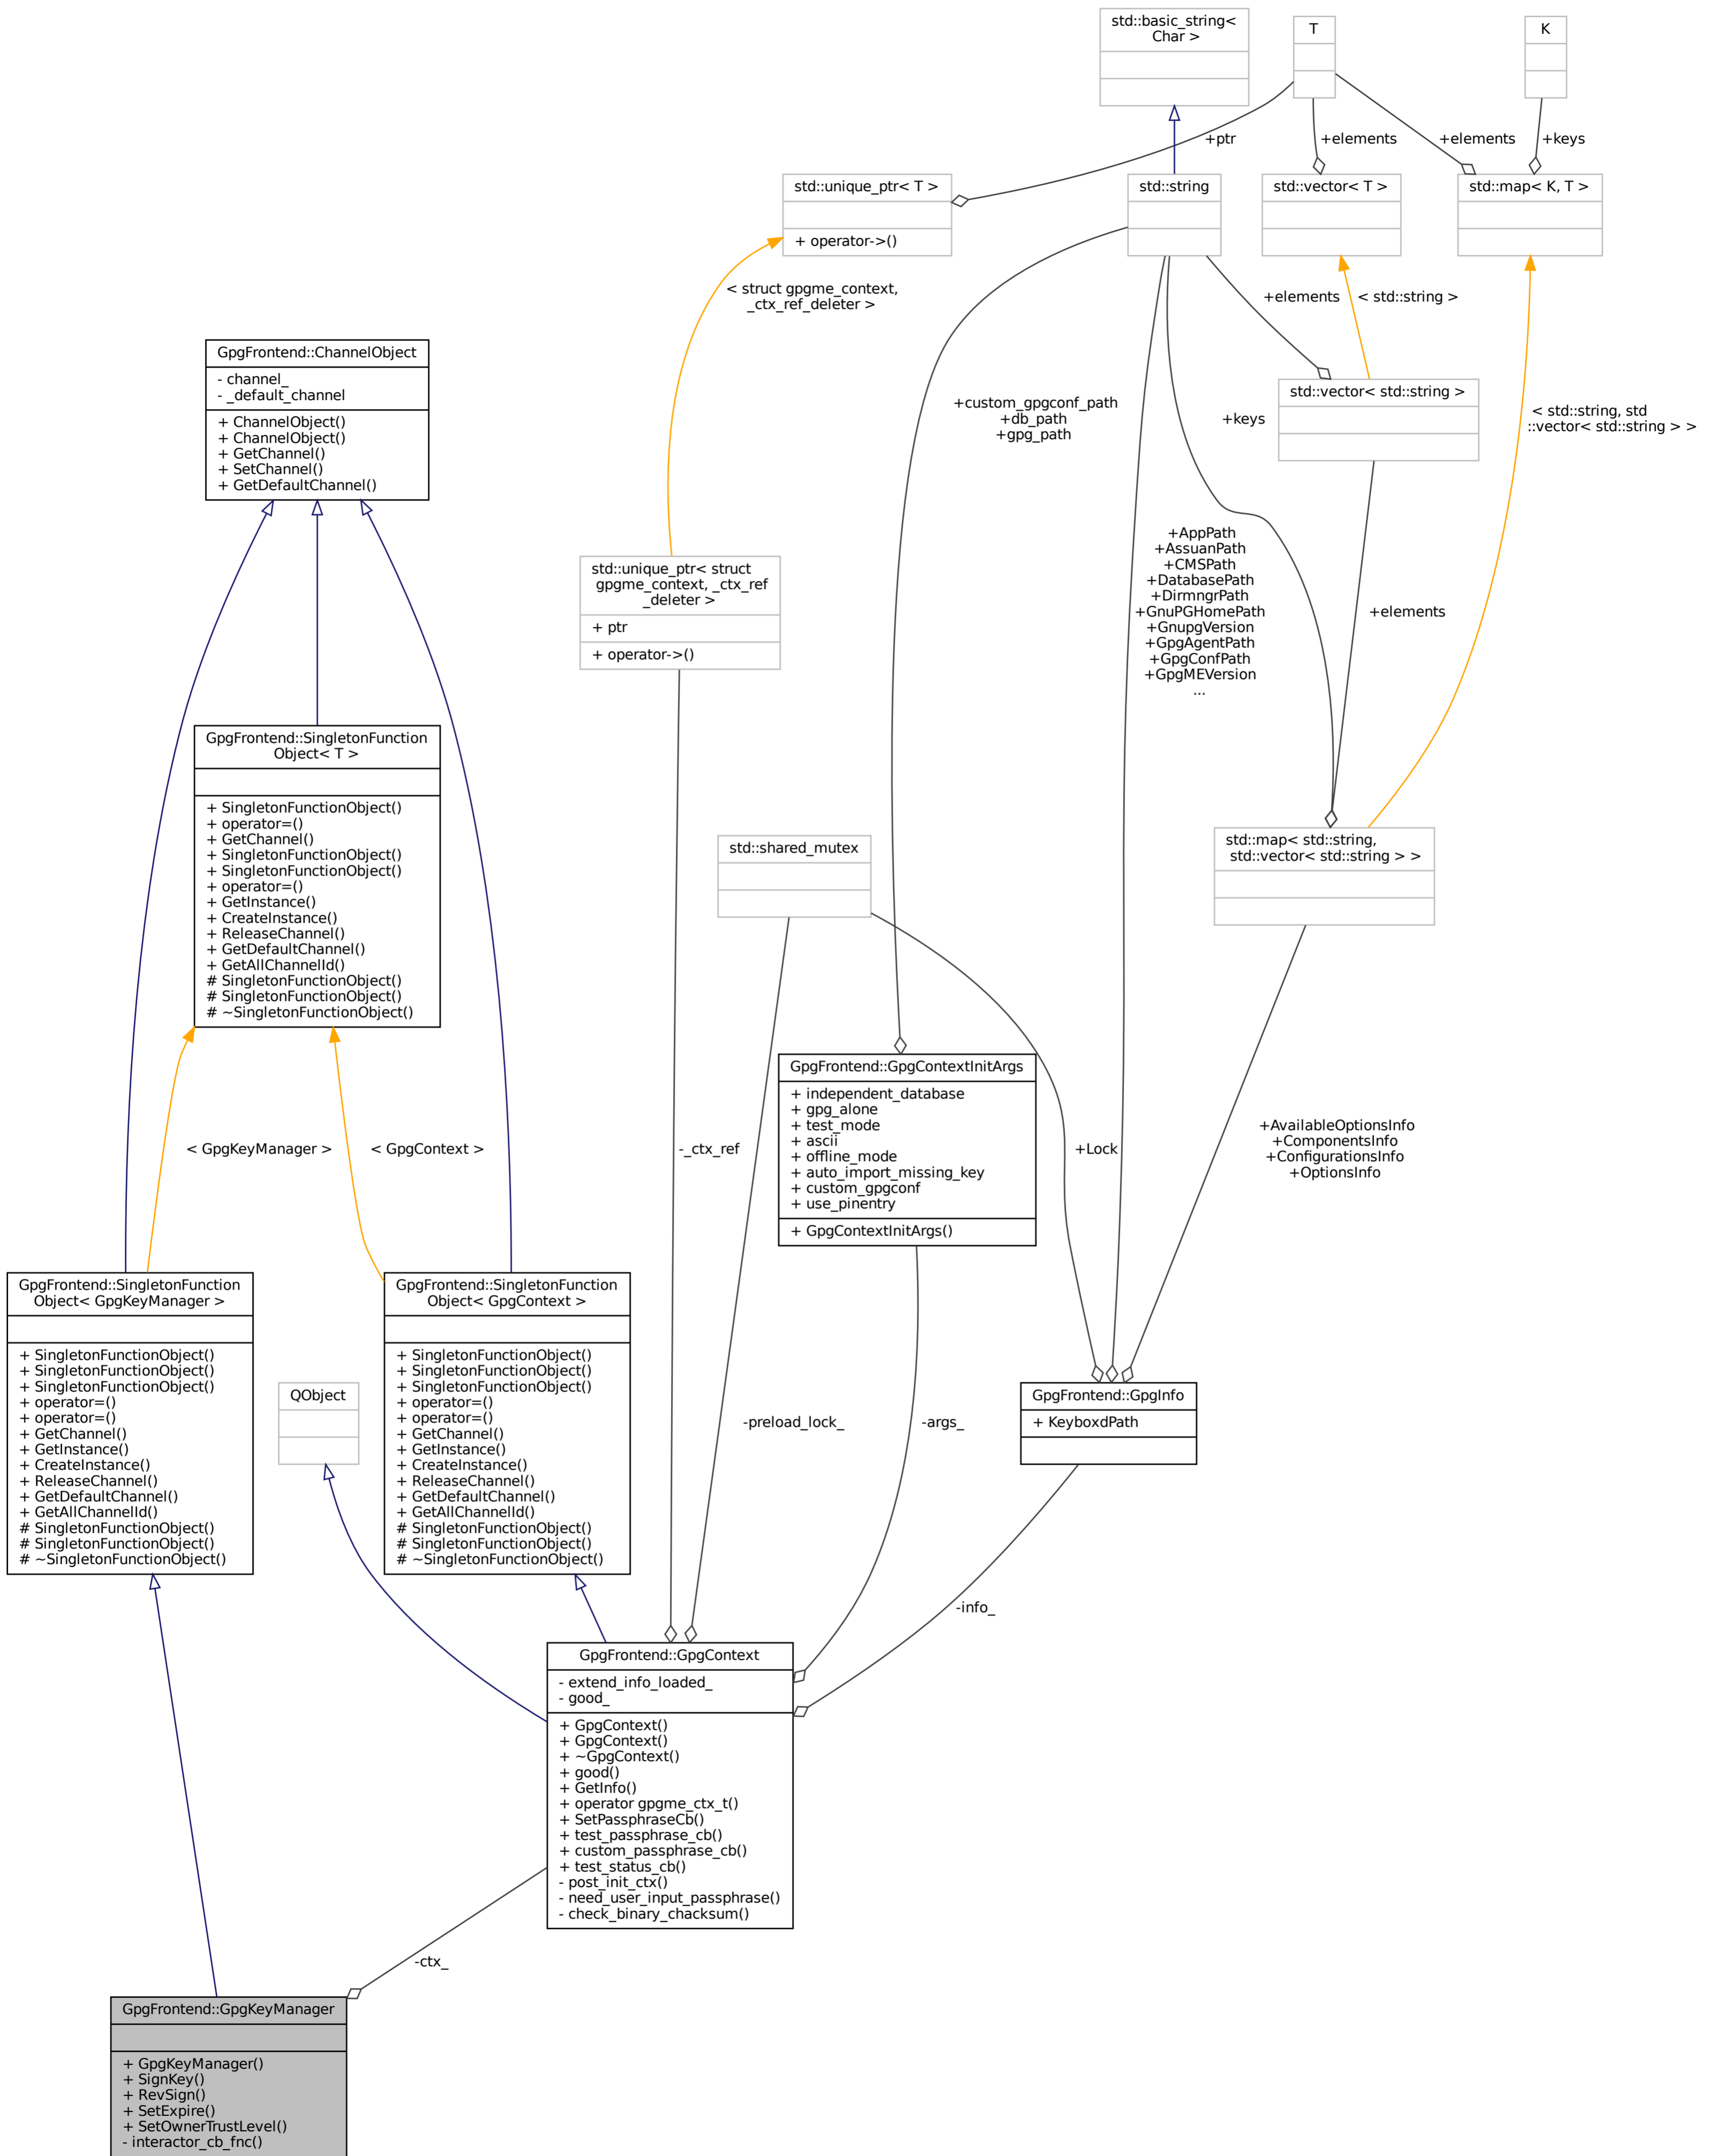 std::basic_string<
Char >
T
K
+ptr
+elements
+elements
+keys
std::unique_ptr< T >
+ operator->()
std::string
std::vector< T >
std::map< K, T >
< struct gpgme_context,
_ctx_ref_deleter >
+elements
< std::string >
GpgFrontend::ChannelObject
- channel_
- _default_channel
+ ChannelObject()
+ ChannelObject()
+ GetChannel()
+ SetChannel()
+ GetDefaultChannel()
+custom_gpgconf_path
+db_path
+gpg_path
+keys
std::vector< std::string >
< std::string, std
::vector< std::string > >
std::unique_ptr< struct
gpgme_context, _ctx_ref
_deleter >
+ ptr
+ operator->()
+AppPath
+AssuanPath
+CMSPath
+DatabasePath
+DirmngrPath
+GnuPGHomePath
+GnupgVersion
+GpgAgentPath
+GpgConfPath
+GpgMEVersion
...
+elements
GpgFrontend::SingletonFunction
Object< T >
+ SingletonFunctionObject()
+ operator=()
+ GetChannel()
+ SingletonFunctionObject()
+ SingletonFunctionObject()
+ operator=()
+ GetInstance()
+ CreateInstance()
+ ReleaseChannel()
+ GetDefaultChannel()
+ GetAllChannelId()
# SingletonFunctionObject()
# SingletonFunctionObject()
# ~SingletonFunctionObject()
std::shared_mutex
std::map< std::string,
std::vector< std::string > >
< GpgKeyManager >
< GpgContext >
-_ctx_ref
GpgFrontend::GpgContextInitArgs
+ independent_database
+ gpg_alone
+ test_mode
+ ascii
+ offline_mode
+ auto_import_missing_key
+ custom_gpgconf
+ use_pinentry
+ GpgContextInitArgs()
+Lock
+AvailableOptionsInfo
+ComponentsInfo
+ConfigurationsInfo
+OptionsInfo
GpgFrontend::SingletonFunction
Object< GpgKeyManager >
+ SingletonFunctionObject()
+ SingletonFunctionObject()
+ SingletonFunctionObject()
+ operator=()
+ operator=()
+ GetChannel()
+ GetInstance()
+ CreateInstance()
+ ReleaseChannel()
+ GetDefaultChannel()
+ GetAllChannelId()
# SingletonFunctionObject()
# SingletonFunctionObject()
# ~SingletonFunctionObject()
QObject
GpgFrontend::SingletonFunction
Object< GpgContext >
+ SingletonFunctionObject()
+ SingletonFunctionObject()
+ SingletonFunctionObject()
+ operator=()
+ operator=()
+ GetChannel()
+ GetInstance()
+ CreateInstance()
+ ReleaseChannel()
+ GetDefaultChannel()
+ GetAllChannelId()
# SingletonFunctionObject()
# SingletonFunctionObject()
# ~SingletonFunctionObject()
-preload_lock_
-args_
GpgFrontend::GpgInfo
+ KeyboxdPath
-info_
GpgFrontend::GpgContext
- extend_info_loaded_
- good_
+ GpgContext()
+ GpgContext()
+ ~GpgContext()
+ good()
+ GetInfo()
+ operator gpgme_ctx_t()
+ SetPassphraseCb()
+ test_passphrase_cb()
+ custom_passphrase_cb()
+ test_status_cb()
- post_init_ctx()
- need_user_input_passphrase()
- check_binary_chacksum()
-ctx_
GpgFrontend::GpgKeyManager
+ GpgKeyManager()
+ SignKey()
+ RevSign()
+ SetExpire()
+ SetOwnerTrustLevel()
- interactor_cb_fnc()